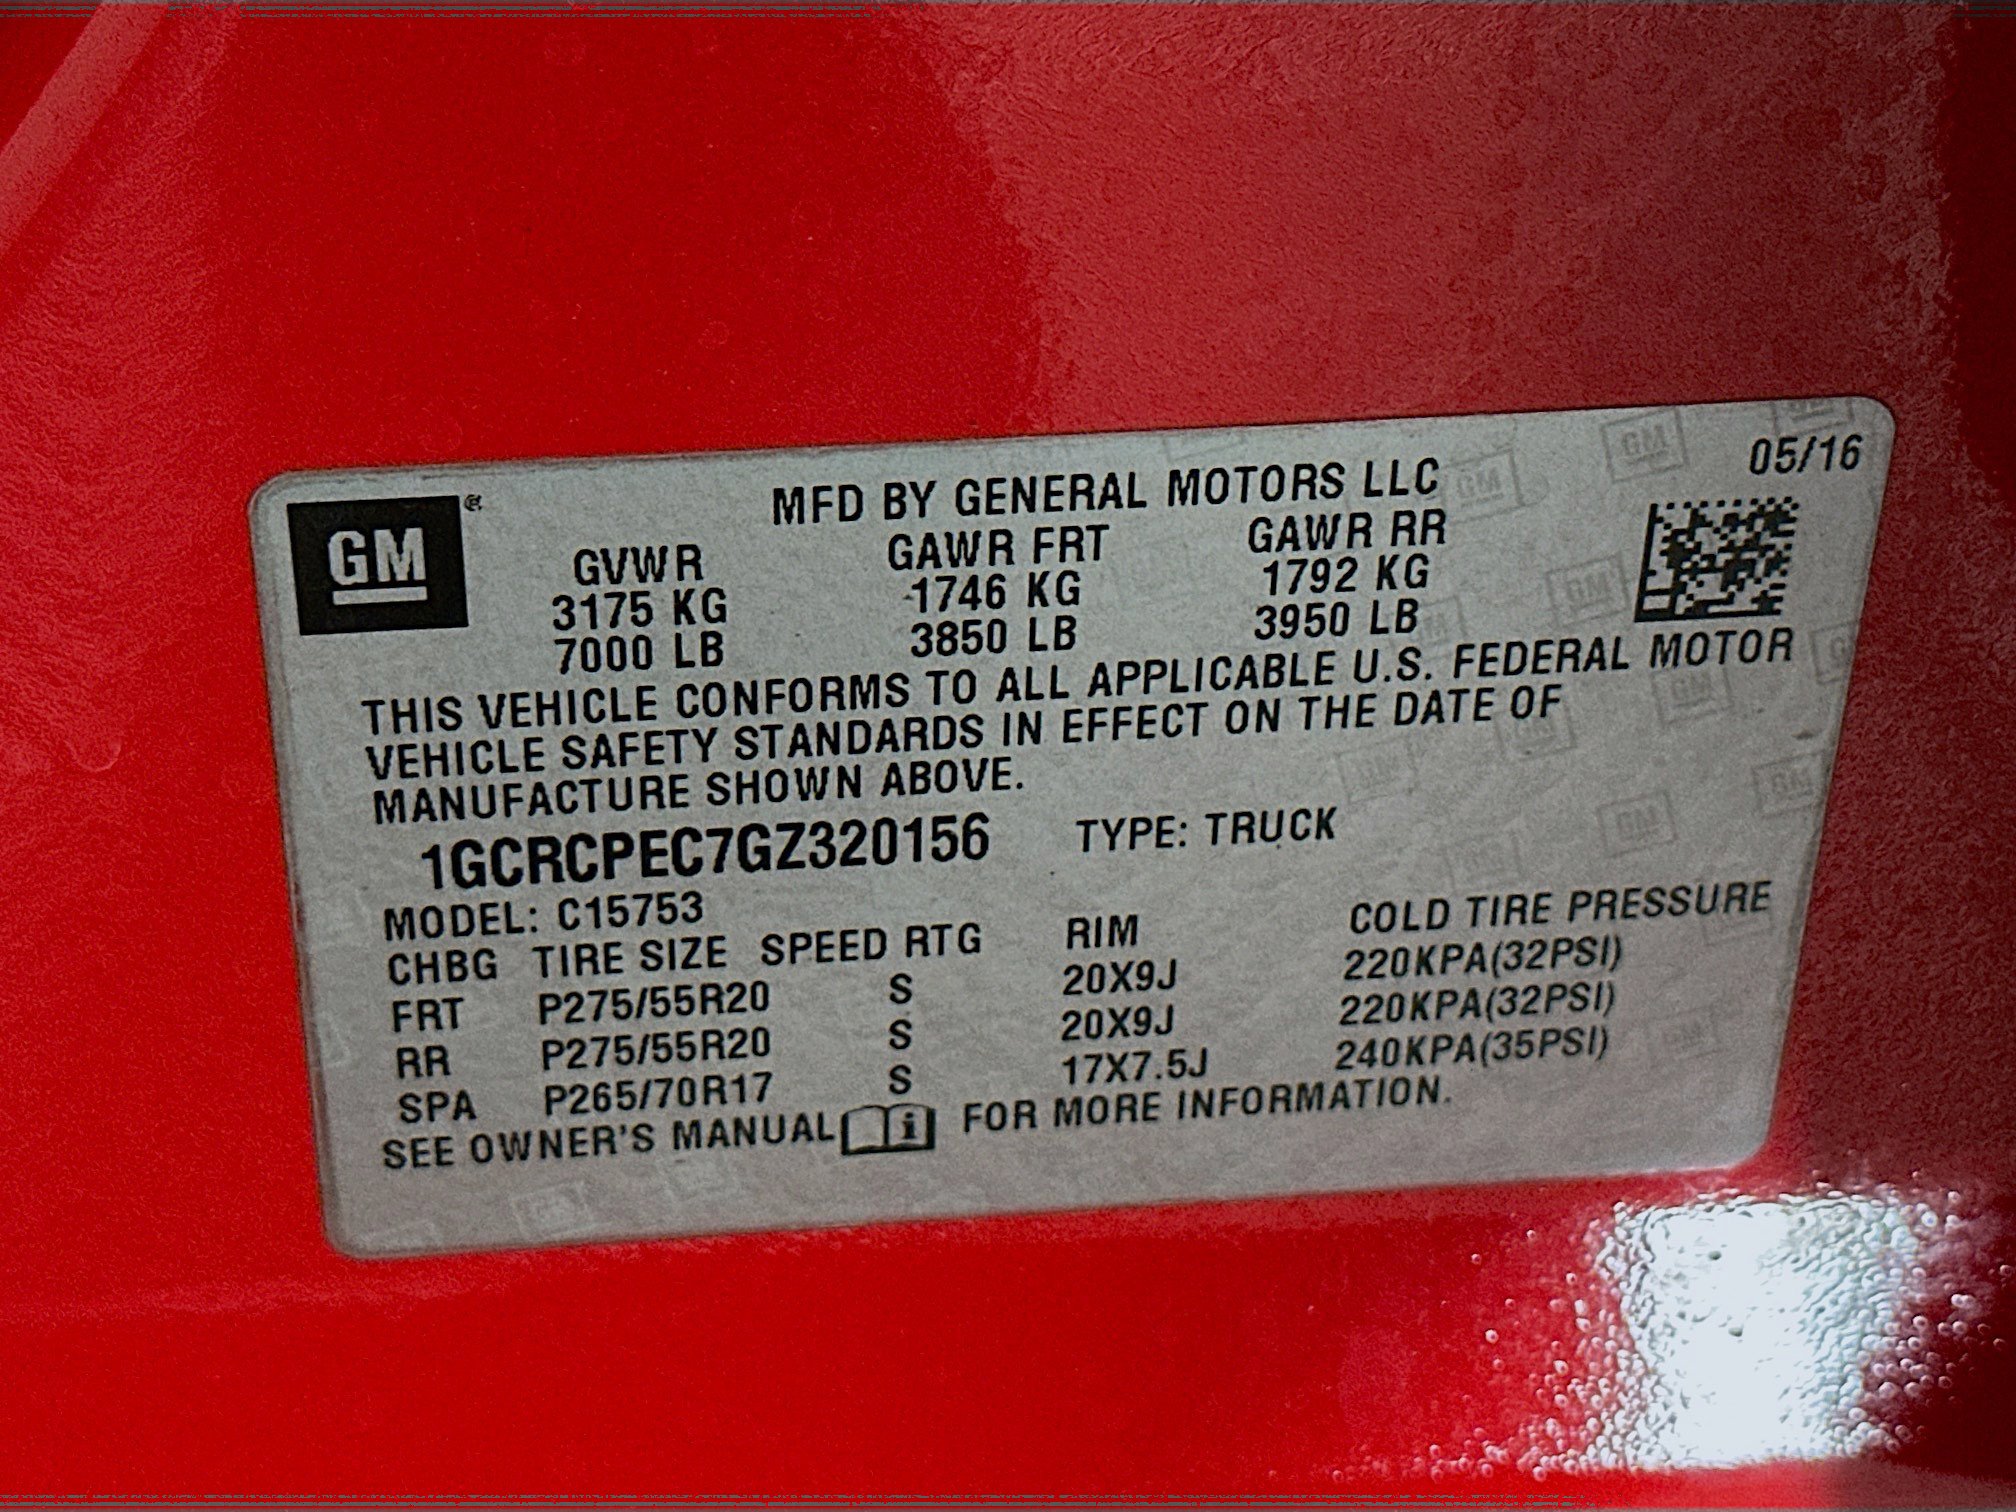 05/16
GM®
MFD BY GENERAL MOTORS LLC
GVWR GAWR FRT GAWR RR
3175 KG 1746 KG 1792 KG
7000 LB 3850 LB 3950 LB
THIS VEHICLE CONFORMS TO ALL APPLICABLE U.S. FEDERAL MOTOR
VEHICLE SAFETY STANDARDS IN EFFECT ON THE DATE OF
MANUFACTURE SHOWN ABOVE.
1GCRCPEC7GZ320156 TYPE: TRUCK
MODEL: C15753
CHBG TIRE SIZE SPEED RTG RIM COLD TIRE PRESSURE
FRT P275/55R20 S 20X9J 220KPA(32PSI)
RR P275/55R20 S 20X9J 220KPA(32PSI)
SPA P265/70R17 S 17X7.5J 240KPA(35PSI)
SEE OWNER'S MANUAL i FOR MORE INFORMATION.